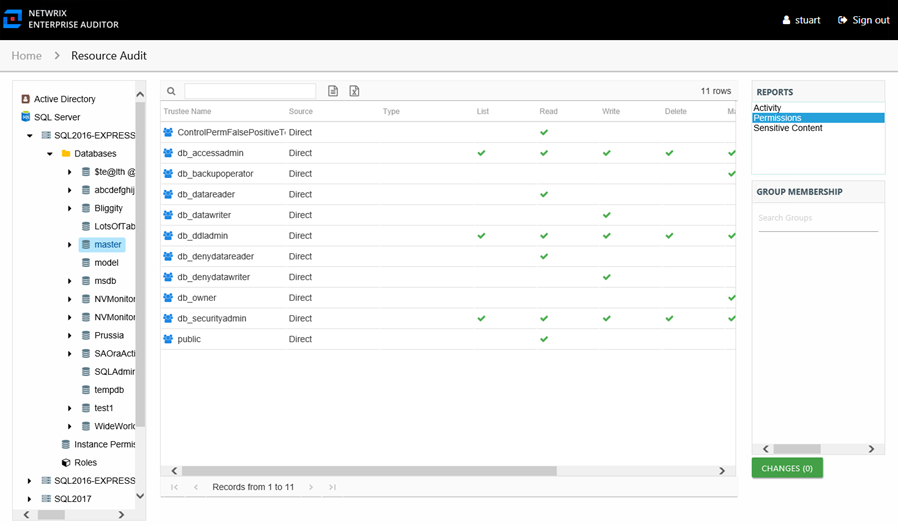 NETWRIX
ENTERPRISE AUDITOR
stuart
Sign out
Home > Resource Audit
Active Directory
SQL Server
SQL2016-EXPRESS
Databases
$te@lth @
abcdefghij
Bliggity
LotsOfTab
master
model
msdb
NVMonitor
NVMonitor
Prussia
SAOraActi
SQLAdmin
tempdb
test1
WideWorld
Instance Permis
Roles
SQL2016-EXPRESS
SQL2017
11 rows
Trustee Name Source Type List Read Write Delete Ma
ControlPermFalsePositiveT Direct
db_accessadmin Direct
db_backupoperator Direct
db_datareader Direct
db_datawriter Direct
db_ddladmin Direct
db_denydatareader Direct
db_denydatawriter Direct
db_owner Direct
db_securityadmin Direct
public Direct
Records from 1 to 11
REPORTS
Activity
Permissions
Sensitive Content
GROUP MEMBERSHIP
Search Groups
CHANGES (0)